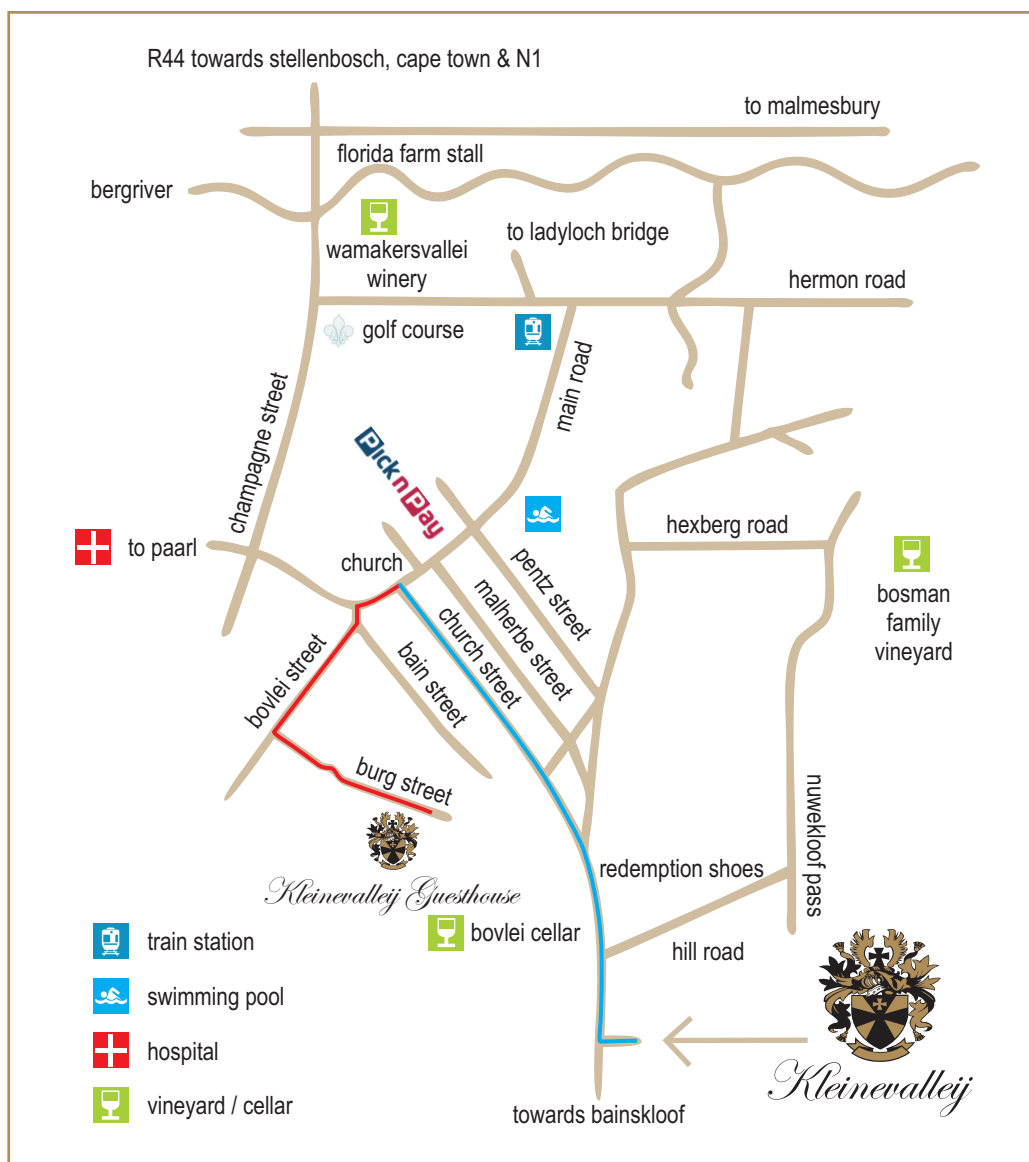 R44 towards stellenbosch, cape town & N1
to malmesbury
florida farm stall
bergriver
to ladyloch bridge
wamakersvallei
winery
hermon road
golf course
main road
champagne street
Pick n Pay
hexberg road
to paarl
church
pentz street
malherbe street
church street
bain street
bovlei street
bosman
family
vineyard
burg street
nuwekloof pass
redemption shoes
Kleinevalleij Guesthouse
bovlei cellar
hill road
train station
swimming pool
hospital
vineyard / cellar
Kleinevalleij
towards bainskloof